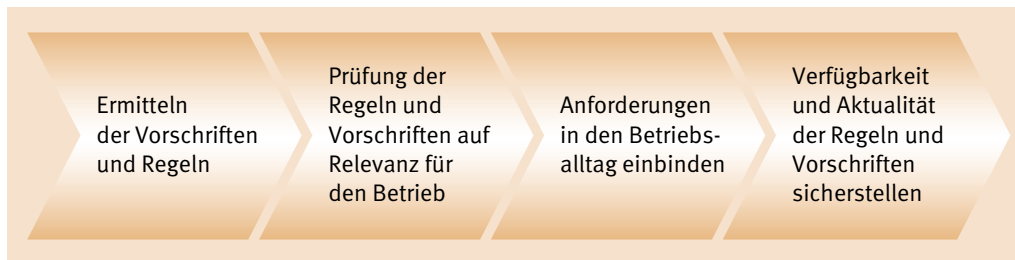 Ermitteln
der Vorschriften
und Regeln
Prüfung der
Regeln und
Vorschriften auf
Relevanz für
den Betrieb
Anforderungen
in den Betriebs-
alltag einbinden
Verfügbarkeit
und Aktualität
der Regeln und
Vorschriften
sicherstellen